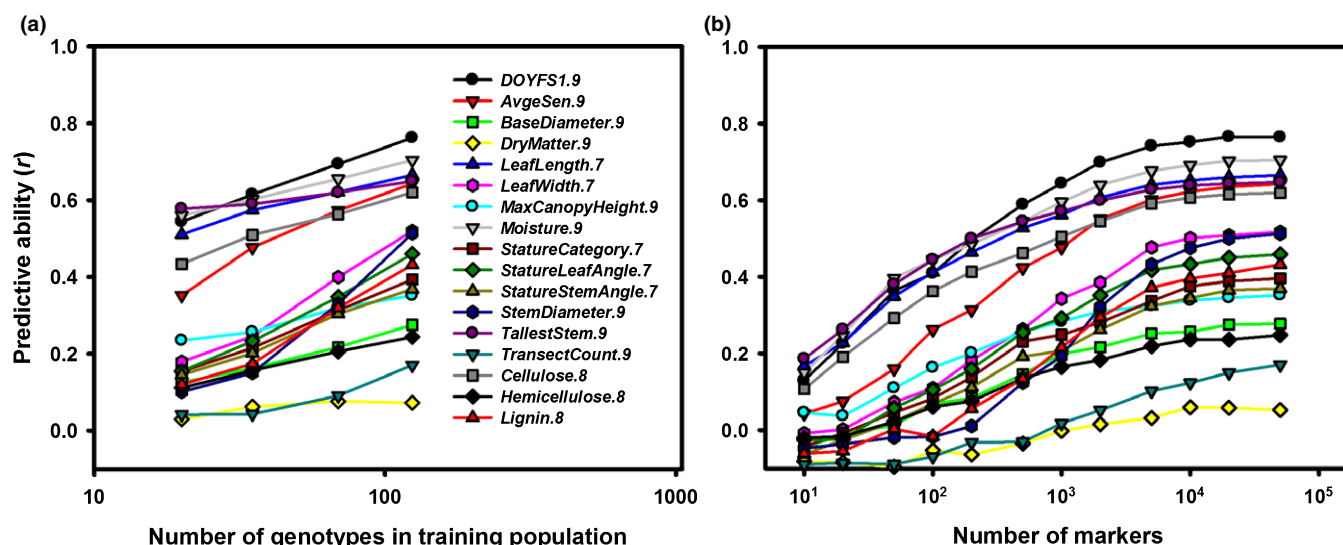 (a)
(b)
Predictive ability (r)
1.0
0.8
0.6
0.4
0.2
0.0
10
100
1000
Number of genotypes in training population
DOYFS1.9
AvgeSen.9
BaseDiameter.9
DryMatter.9
LeafLength.7
LeafWidth.7
MaxCanopyHeight.9
Moisture.9
StatureCategory.7
StatureLeafAngle.7
StatureStemAngle.7
StemDiameter.9
TallestStem.9
TransectCount.9
Cellulose.8
Hemicellulose.8
Lignin.8
1.0
0.8
0.6
0.4
0.2
0.0
10¹
10²
10³
10⁴
10⁵
Number of markers